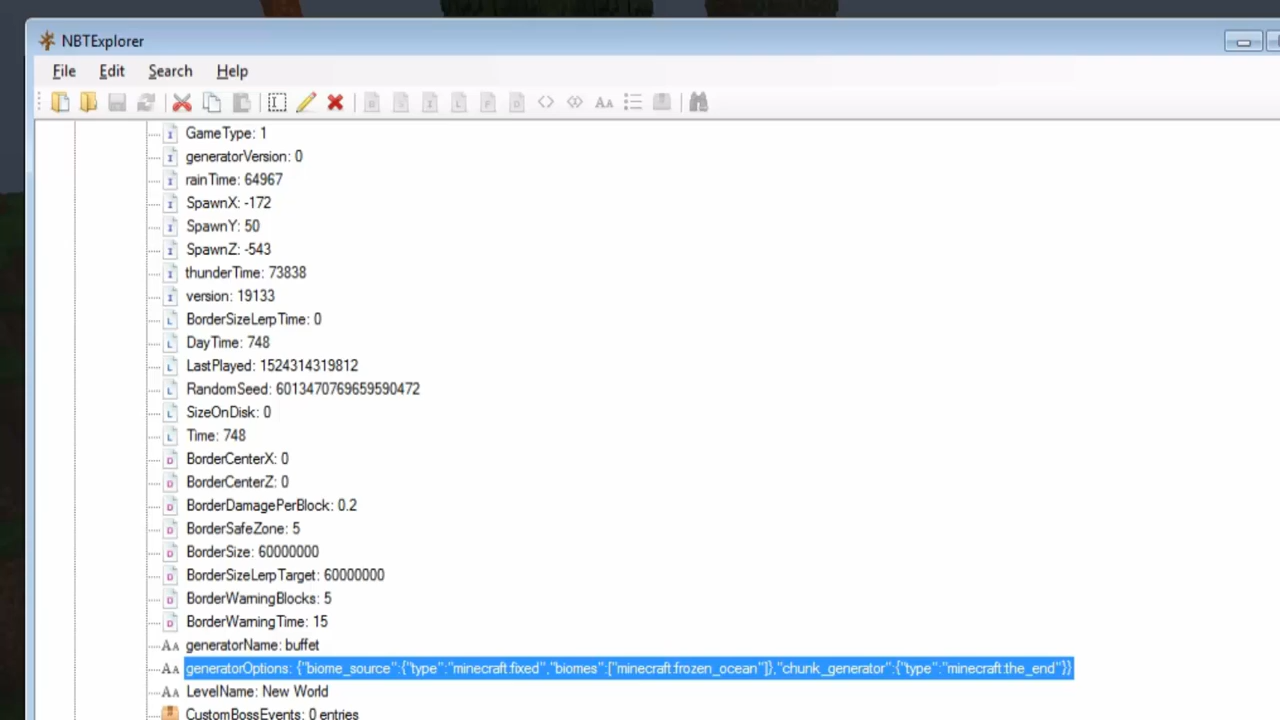 NBTExplorer
File Edit Search Help
GameType: 1
generatorVersion: 0
rainTime: 64967
SpawnX: -172
SpawnY: 50
SpawnZ: -543
thunderTime: 73838
version: 19133
BorderSizeLerpTime: 0
DayTime: 748
LastPlayed: 1524314319812
RandomSeed: 6013470769659590472
SizeOnDisk: 0
Time: 748
BorderCenterX: 0
BorderCenterZ: 0
BorderDamagePerBlock: 0.2
BorderSafeZone: 5
BorderSize: 60000000
BorderSizeLerpTarget: 60000000
BorderWarningBlocks: 5
BorderWarningTime: 15
generatorName: buffet
generatorOptions: {"biome_source":{"type":"minecraft:fixed","biomes":["minecraft:frozen_ocean"]},"chunk_generator":{"type":"minecraft:the_end"}}
LevelName: New World
CustomBossEvents: 0 entries